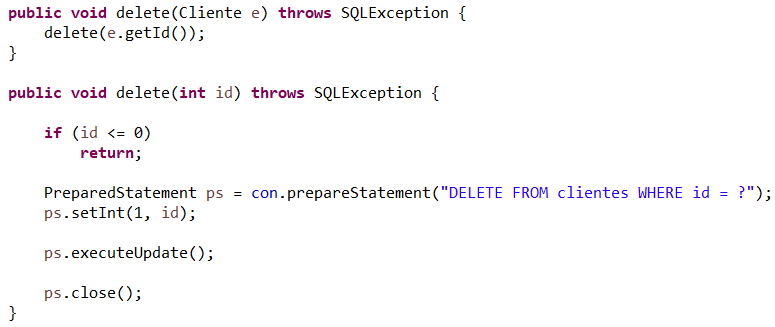 public void delete(Cliente e) throws SQLException {
    delete(e.getId());
}

public void delete(int id) throws SQLException {

    if (id <= 0)
        return;

    PreparedStatement ps = con.prepareStatement("DELETE FROM clientes WHERE id = ?");
    ps.setInt(1, id);

    ps.executeUpdate();

    ps.close();
}